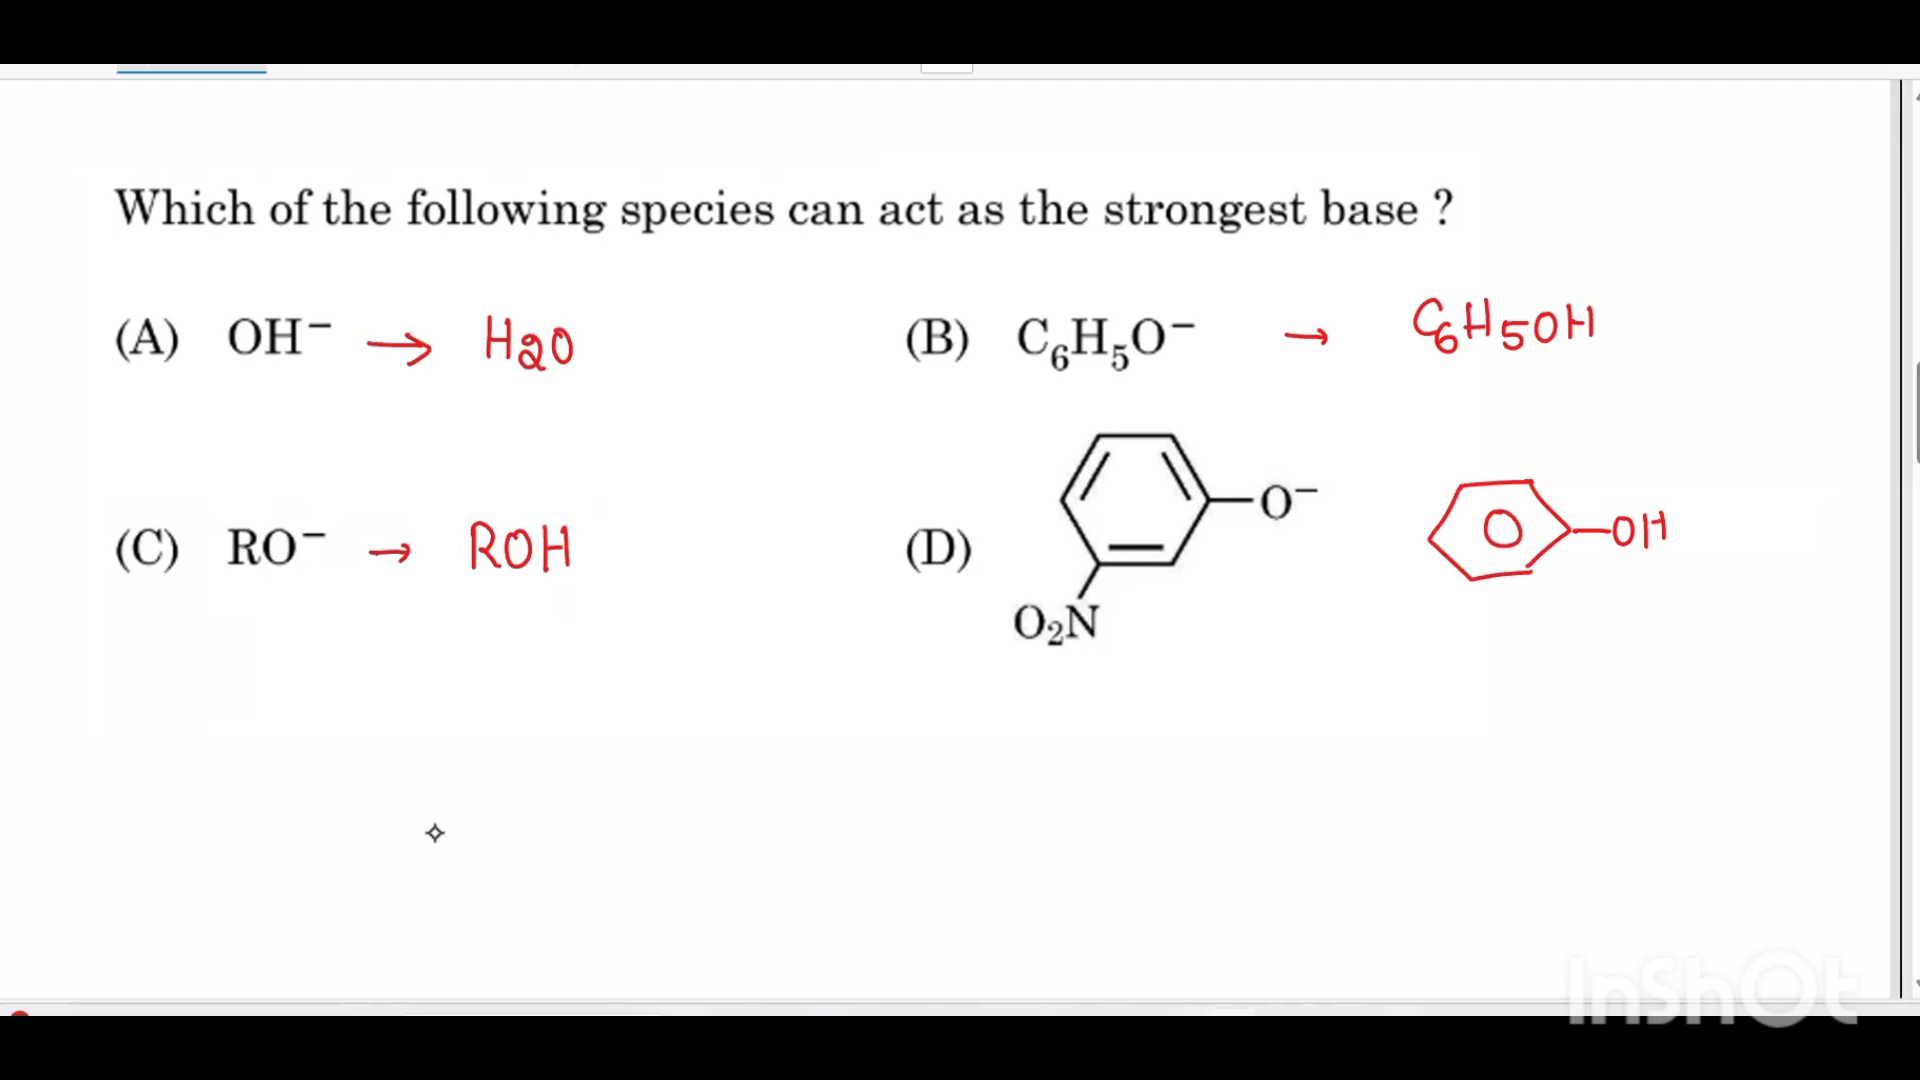 Which of the following species can act as the strongest base ?
(A) OH⁻ → H2O
(B) C₆H₅O⁻ → C6H5OH
(C) RO⁻ → ROH
(D) O⁻
O₂N
OH
InShOt